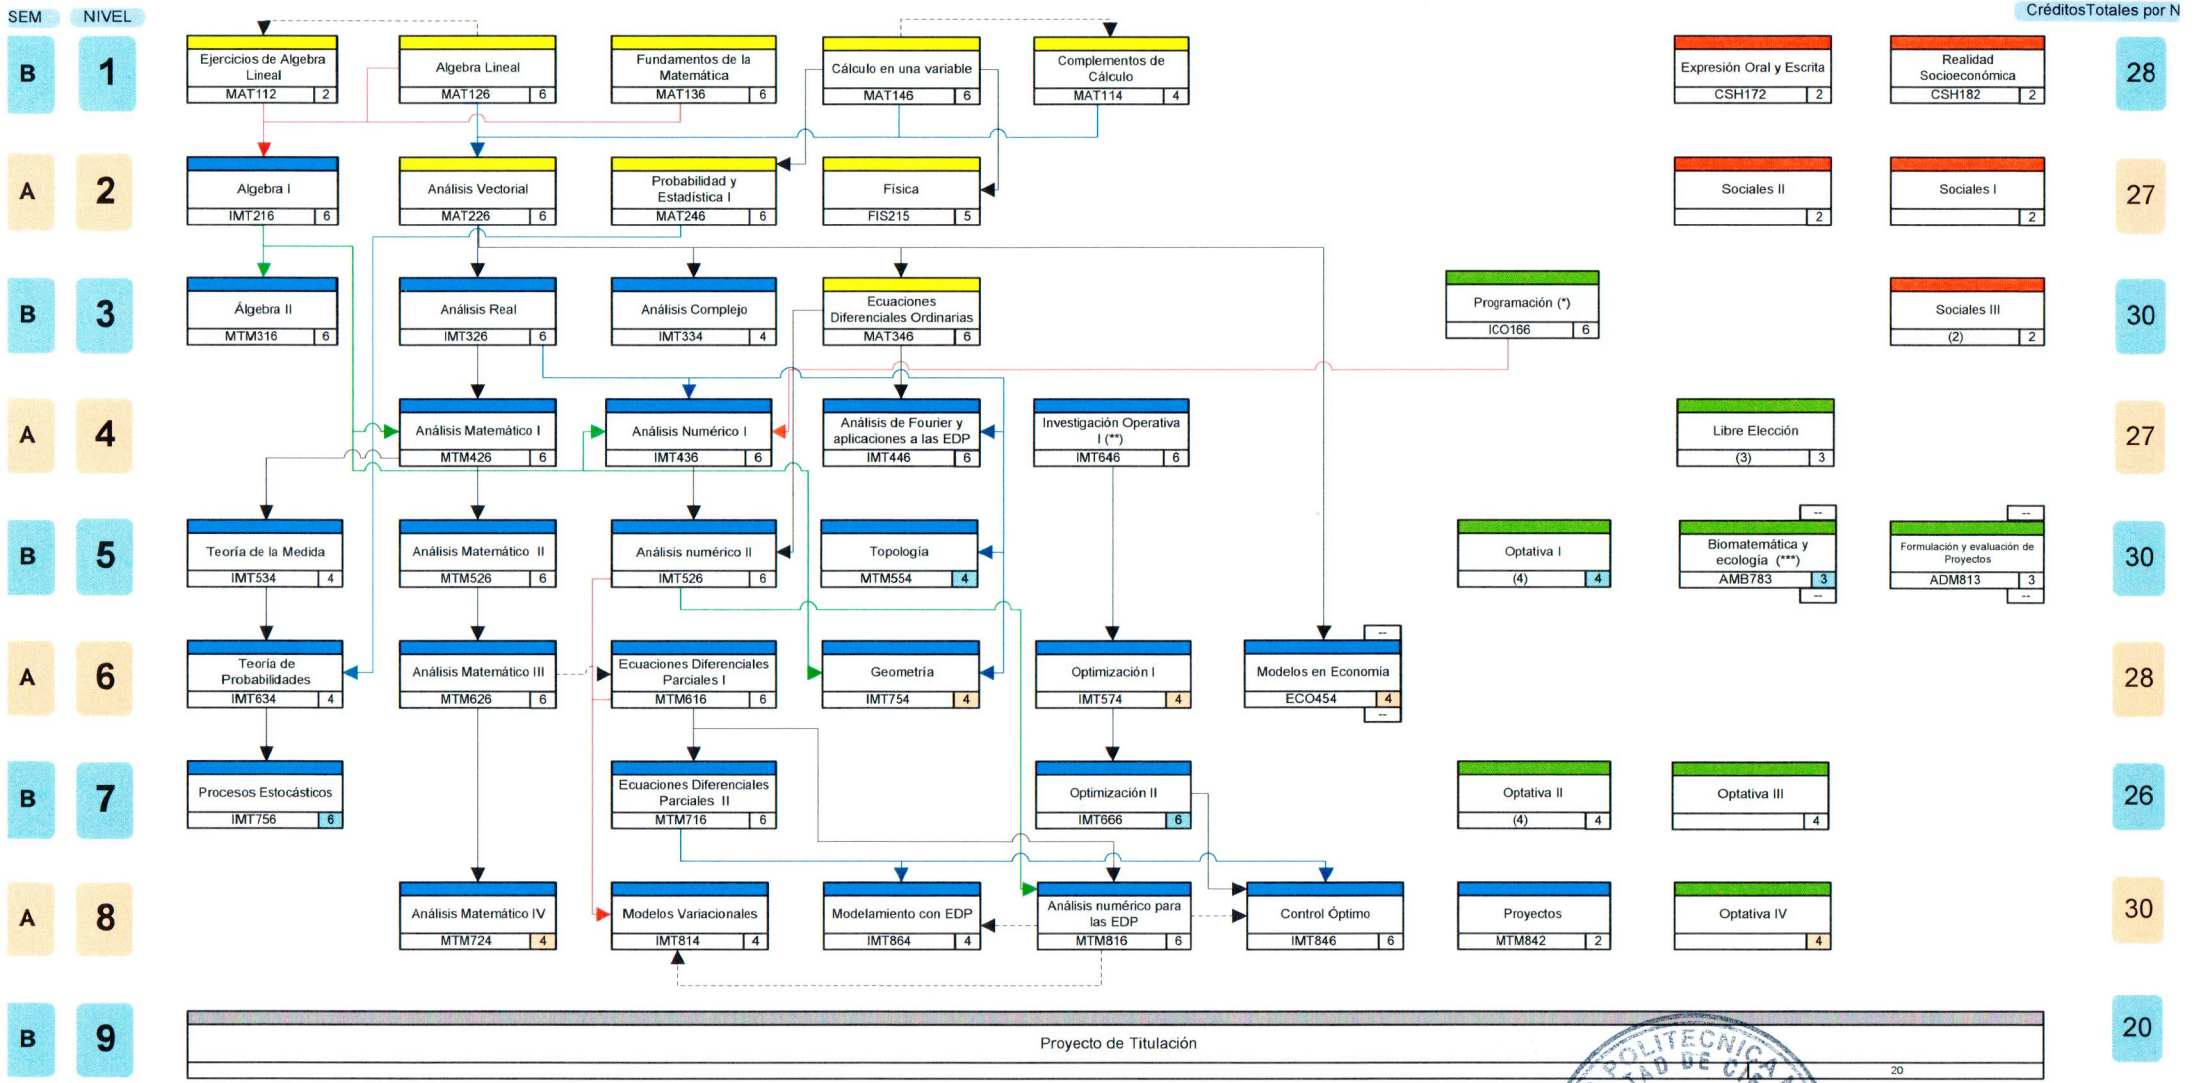 SEM NIVEL CréditosTotales por N
B 1 28
Ejercicios de Algebra
Lineal
MAT112 2
Algebra Lineal
MAT126 6
Fundamentos de la
Matemática
MAT136 6
Cálculo en una variable
MAT146 6
Complementos de
Cálculo
MAT114 4
Expresión Oral y Escrita
CSH172 2
Realidad
Socioeconómica
CSH182 2
A 2 27
Algebra I
IMT216 6
Análisis Vectorial
MAT226 6
Probabilidad y
Estadística I
MAT246 6
Física
FIS215 5
Sociales II
2
Sociales I
2
B 3 30
Álgebra II
MTM316 6
Análisis Real
IMT326 6
Análisis Complejo
IMT334 4
Ecuaciones
Diferenciales Ordinarias
MAT346 6
Programación (*)
ICO166 6
Sociales III
(2) 2
A 4 27
Análisis Matemático I
MTM426 6
Análisis Numérico I
IMT436 6
Análisis de Fourier y
aplicaciones a las EDP
IMT446 6
Investigación Operativa
I (**)
IMT646 6
Libre Elección
(3) 3
B 5 30
Teoría de la Medida
IMT534 4
Análisis Matemático II
MTM526 6
Análisis numérico II
IMT526 6
Topología
MTM554 4
Optativa I
(4) 4
--
Biomatemática y
ecología (***)
AMB783 3
--
--
Formulación y evaluación de
Proyectos
ADM813 3
--
A 6 28
Teoría de
Probabilidades
IMT634 4
Análisis Matemático III
MTM626 6
Ecuaciones Diferenciales
Parciales I
MTM616 6
Geometría
IMT754 4
Optimización I
IMT574 4
--
Modelos en Economía
ECO454 4
--
B 7 26
Procesos Estocásticos
IMT756 6
Ecuaciones Diferenciales
Parciales II
MTM716 6
Optimización II
IMT666 6
Optativa II
(4) 4
Optativa III
4
A 8 30
Análisis Matemático IV
MTM724 4
Modelos Variacionales
IMT814 4
Modelamiento con EDP
IMT864 4
Análisis numérico para
las EDP
MTM816 6
Control Óptimo
IMT846 6
Proyectos
MTM842 2
Optativa IV
4
B 9 20
Proyecto de Titulación
20
POLITECNICA
DE